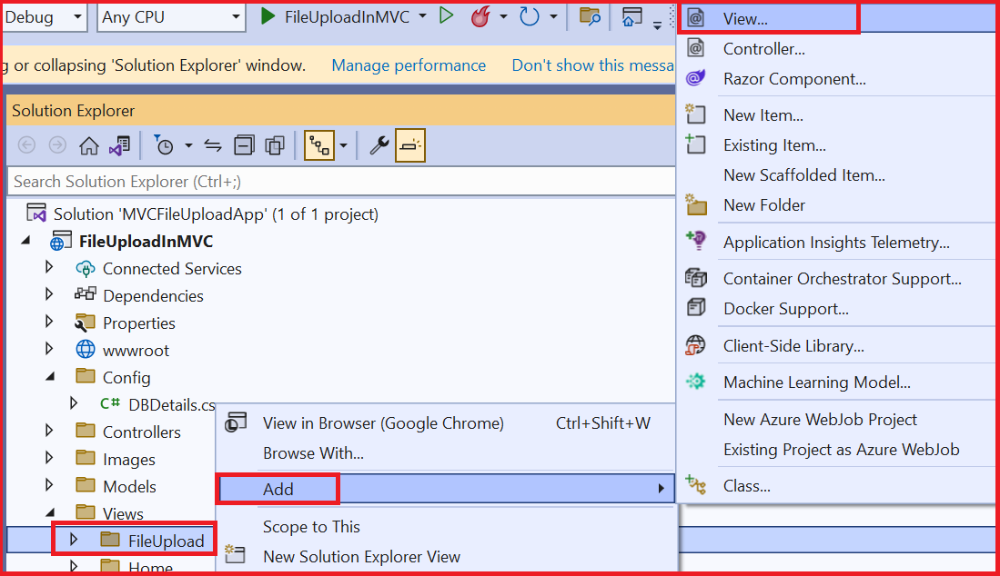 Debug Any CPU FileUploadInMVC
g or collapsing 'Solution Explorer' window. Manage performance Don't show this messa
Solution Explorer
Search Solution Explorer (Ctrl+;)
Solution 'MVCFileUploadApp' (1 of 1 project)
FileUploadInMVC
Connected Services
Dependencies
Properties
wwwroot
Config
C# DBDetails.cs
Controllers
Images
Models
Views
FileUpload
Home
View in Browser (Google Chrome) Ctrl+Shift+W
Browse With...
Add
Scope to This
New Solution Explorer View
View...
Controller...
Razor Component...
New Item...
Existing Item...
New Scaffolded Item...
New Folder
Application Insights Telemetry...
Container Orchestrator Support...
Docker Support...
Client-Side Library...
Machine Learning Model...
New Azure WebJob Project
Existing Project as Azure WebJob
Class...